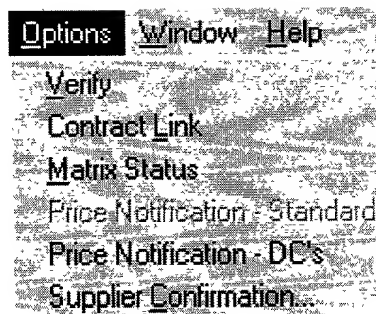 Options Window Help
Verify
Contract Link
Matrix Status
Price Notification - Standard
Price Notification - DC's
Supplier Confirmation...